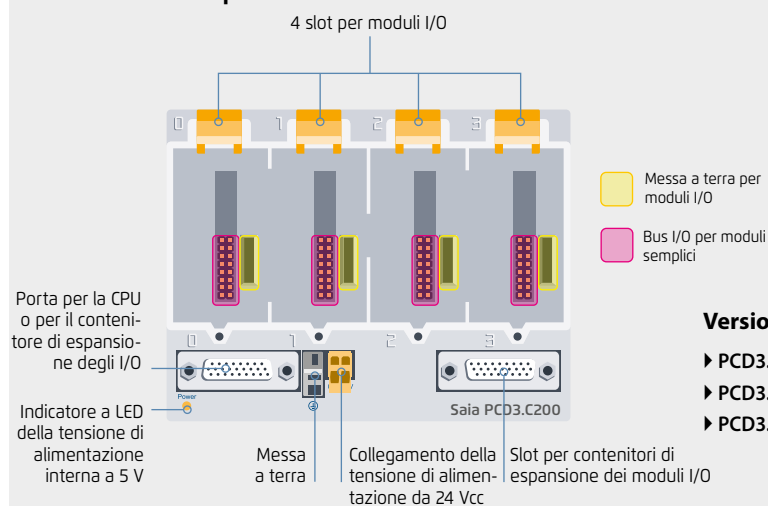 4 slot per moduli I/O
0 1 2 3
Messa a terra per
moduli I/O
Bus I/O per moduli
semplici
Porta per la CPU
o per il conteni-
tore di espansio-
ne degli I/O
0 1 2 3
Power
Saia PCD3.C200
Indicatore a LED
della tensione di
alimentazione
interna a 5 V
Messa
a terra
Collegamento della
tensione di alimen-
tazione da 24 Vcc
Slot per contenitori di
espansione dei moduli I/O
Versio
PCD3.
PCD3.
PCD3.